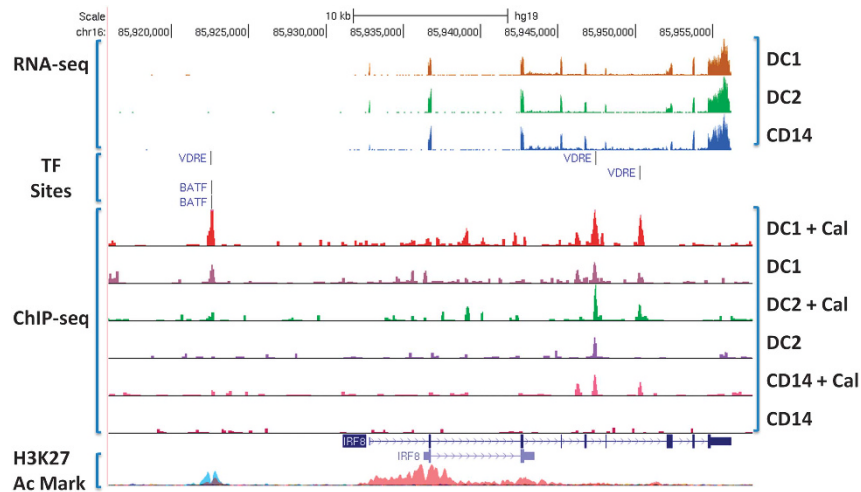 Scale 10 kb hg19
chr16: 85,920,000 85,925,000 85,930,000 85,935,000 85,940,000 85,945,000 85,950,000 85,955,000
RNA-seq
DC1
DC2
CD14
TF
Sites
VDRE VDRE
VDRE
BATF
BATF
ChIP-seq
DC1 + Cal
DC1
DC2 + Cal
DC2
CD14 + Cal
CD14
IRF8
IRF8
H3K27
Ac Mark